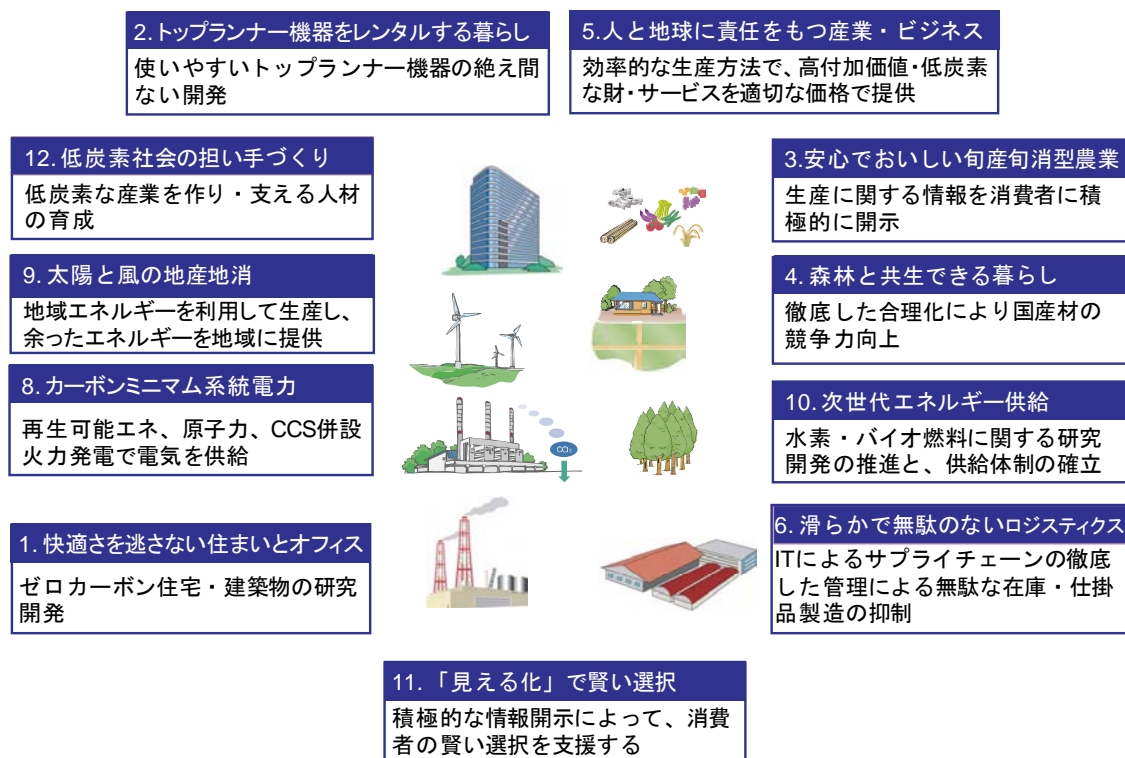 2.トップランナー機器をレンタルする暮らし
使いやすいトップランナー機器の絶え間
ない開発
5.人と地球に責任をもつ産業・ビジネス
効率的な生産方法で、高付加価値・低炭素
な財・サービスを適切な価格で提供
12.低炭素社会の担い手づくり
低炭素な産業を作り・支える人材
の育成
3.安心でおいしい旬産旬消型農業
生産に関する情報を消費者に積
極的に開示
9.太陽と風の地産地消
地域エネルギーを利用して生産し、
余ったエネルギーを地域に提供
4.森林と共生できる暮らし
徹底した合理化により国産材の
競争力向上
8.カーボンミニマム系統電力
再生可能エネ、原子力、CCS併設
火力発電で電気を供給
CO2
10.次世代エネルギー供給
水素・バイオ燃料に関する研究
開発の推進と、供給体制の確立
1.快適さを逃さない住まいとオフィス
ゼロカーボン住宅・建築物の研究
開発
6.滑らかで無駄のないロジスティクス
ITによるサプライチェーンの徹底
した管理による無駄な在庫・仕掛
品製造の抑制
11.「見える化」で賢い選択
積極的な情報開示によって、消費
者の賢い選択を支援する